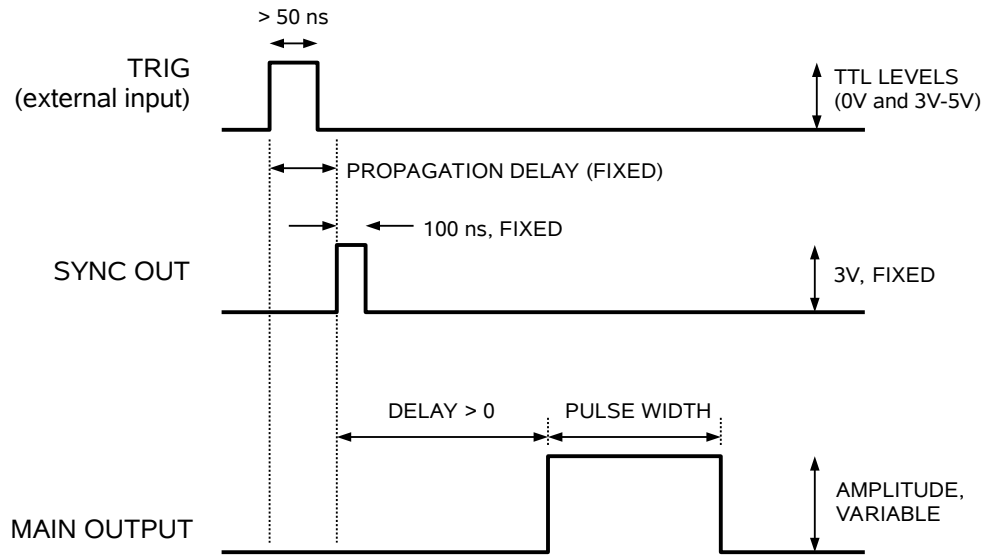 > 50 ns
TRIG
(external input)
TTL LEVELS
(0V and 3V-5V)
PROPAGATION DELAY (FIXED)
100 ns, FIXED
SYNC OUT
3V, FIXED
DELAY > 0
PULSE WIDTH
MAIN OUTPUT
AMPLITUDE,
VARIABLE